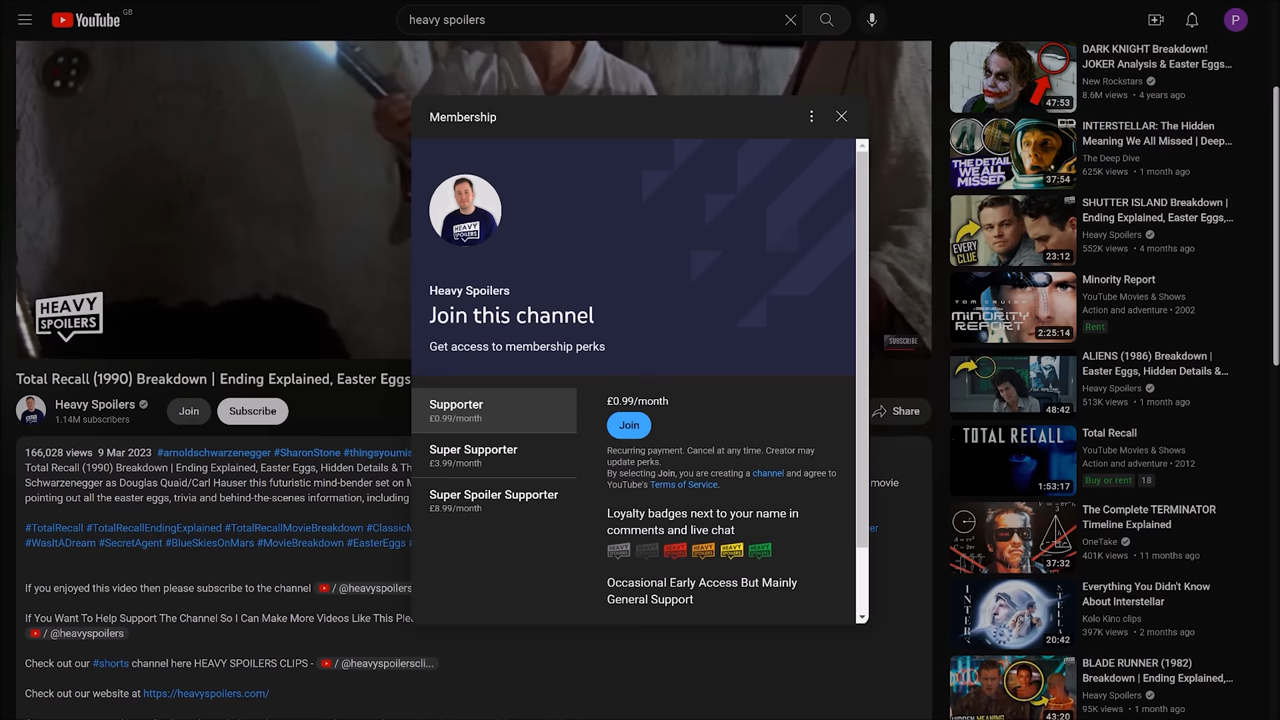 YouTube GB
heavy spoilers
P
HEAVY
SPOILERS
SUBSCRIBE
Total Recall (1990) Breakdown | Ending Explained, Easter Eggs
Heavy Spoilers
1.14M subscribers
Join
Subscribe
Share
166,028 views 9 Mar 2023 #arnoldschwarzenegger #SharonStone #thingsyoumis
Total Recall (1990) Breakdown | Ending Explained, Easter Eggs, Hidden Details & Th
Schwarzenegger as Douglas Quaid/Carl Hauser this futuristic mind-bender set on M
movie
pointing out all the easter eggs, trivia and behind-the-scenes information, including
#TotalRecall #TotalRecallEndingExplained #TotalRecallMovieBreakdown #ClassicM
#WasItADream #SecretAgent #BlueSkiesOnMars #MovieBreakdown #EasterEggs #
If you enjoyed this video then please subscribe to the channel / @heavyspoilers
If You Want To Help Support The Channel So I Can Make More Videos Like This Plea
/ @heavyspoilers
Check out our #shorts channel here HEAVY SPOILERS CLIPS - / @heavyspoilerscli...
Check out our website at https://heavyspoilers.com/
Membership
HEAVY
SPOILERS
Heavy Spoilers
Join this channel
Get access to membership perks
Supporter
£0.99/month
Super Supporter
£3.99/month
Super Spoiler Supporter
£8.99/month
£0.99/month
Join
Recurring payment. Cancel at any time. Creator may
update perks.
By selecting Join, you are creating a channel and agree to
YouTube's Terms of Service.
Loyalty badges next to your name in
comments and live chat
Occasional Early Access But Mainly
General Support
47:53
DARK KNIGHT Breakdown!
JOKER Analysis & Easter Eggs...
New Rockstars
8.6M views • 4 years ago
THE DETAIL
WE ALL
MISSED
37:54
INTERSTELLAR: The Hidden
Meaning We All Missed | Deep...
The Deep Dive
625K views • 1 month ago
EVERY
CLUE
23:12
SHUTTER ISLAND Breakdown |
Ending Explained, Easter Eggs,...
Heavy Spoilers
552K views • 4 months ago
TOM CRUISE
MINORITY
REPORT
2:25:14
Minority Report
YouTube Movies & Shows
Action and adventure • 2002
Rent
48:42
ALIENS (1986) Breakdown |
Easter Eggs, Hidden Details &...
Heavy Spoilers
513K views • 1 month ago
TOTAL RECALL
1:53:17
Total Recall
YouTube Movies & Shows
Action and adventure • 2012
Buy or rent 18
37:32
The Complete TERMINATOR
Timeline Explained
OneTake
401K views • 11 months ago
INTER
STELLA
20:42
Everything You Didn't Know
About Interstellar
Kolo Kino clips
397K views • 2 months ago
HIDDEN MEANING
43:20
BLADE RUNNER (1982)
Breakdown | Ending Explained,...
Heavy Spoilers
95K views • 1 month ago